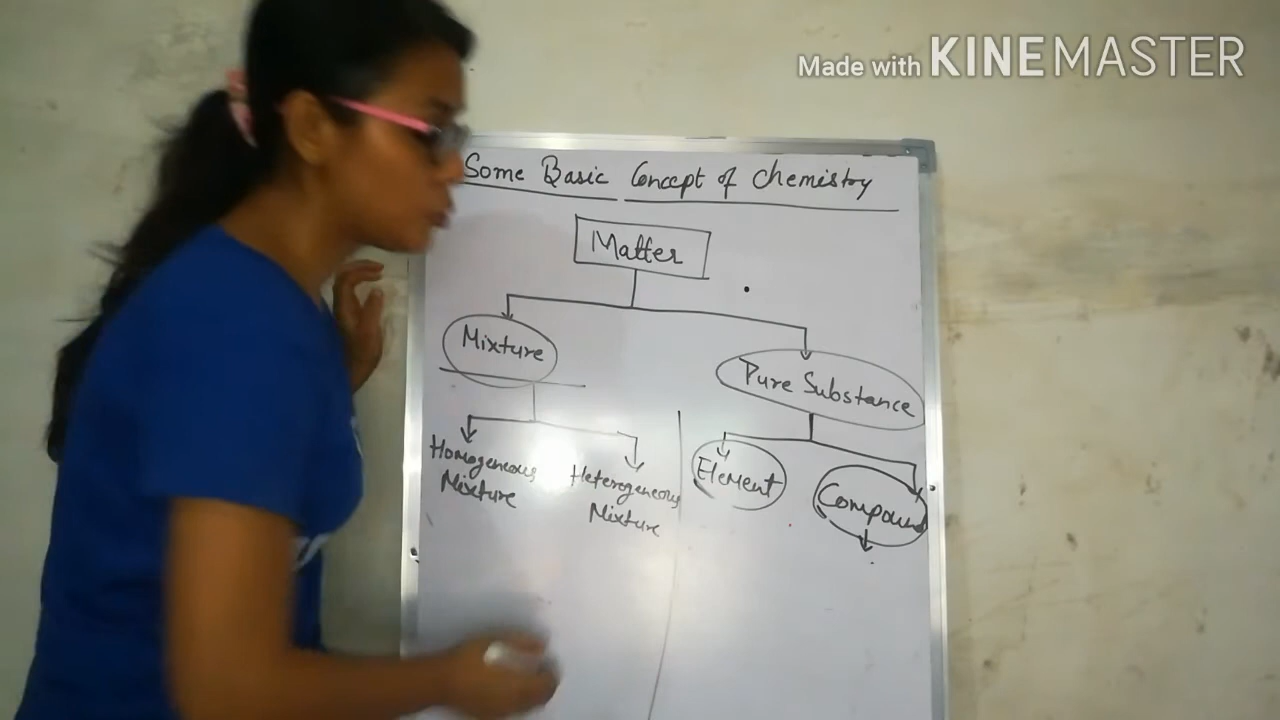 Made with KINEMASTER
Some Basic Concept of Chemistry
Matter
Mixture
Pure Substance
Homogeneous
Mixture
Heterogeneous
Mixture
Element
Compound